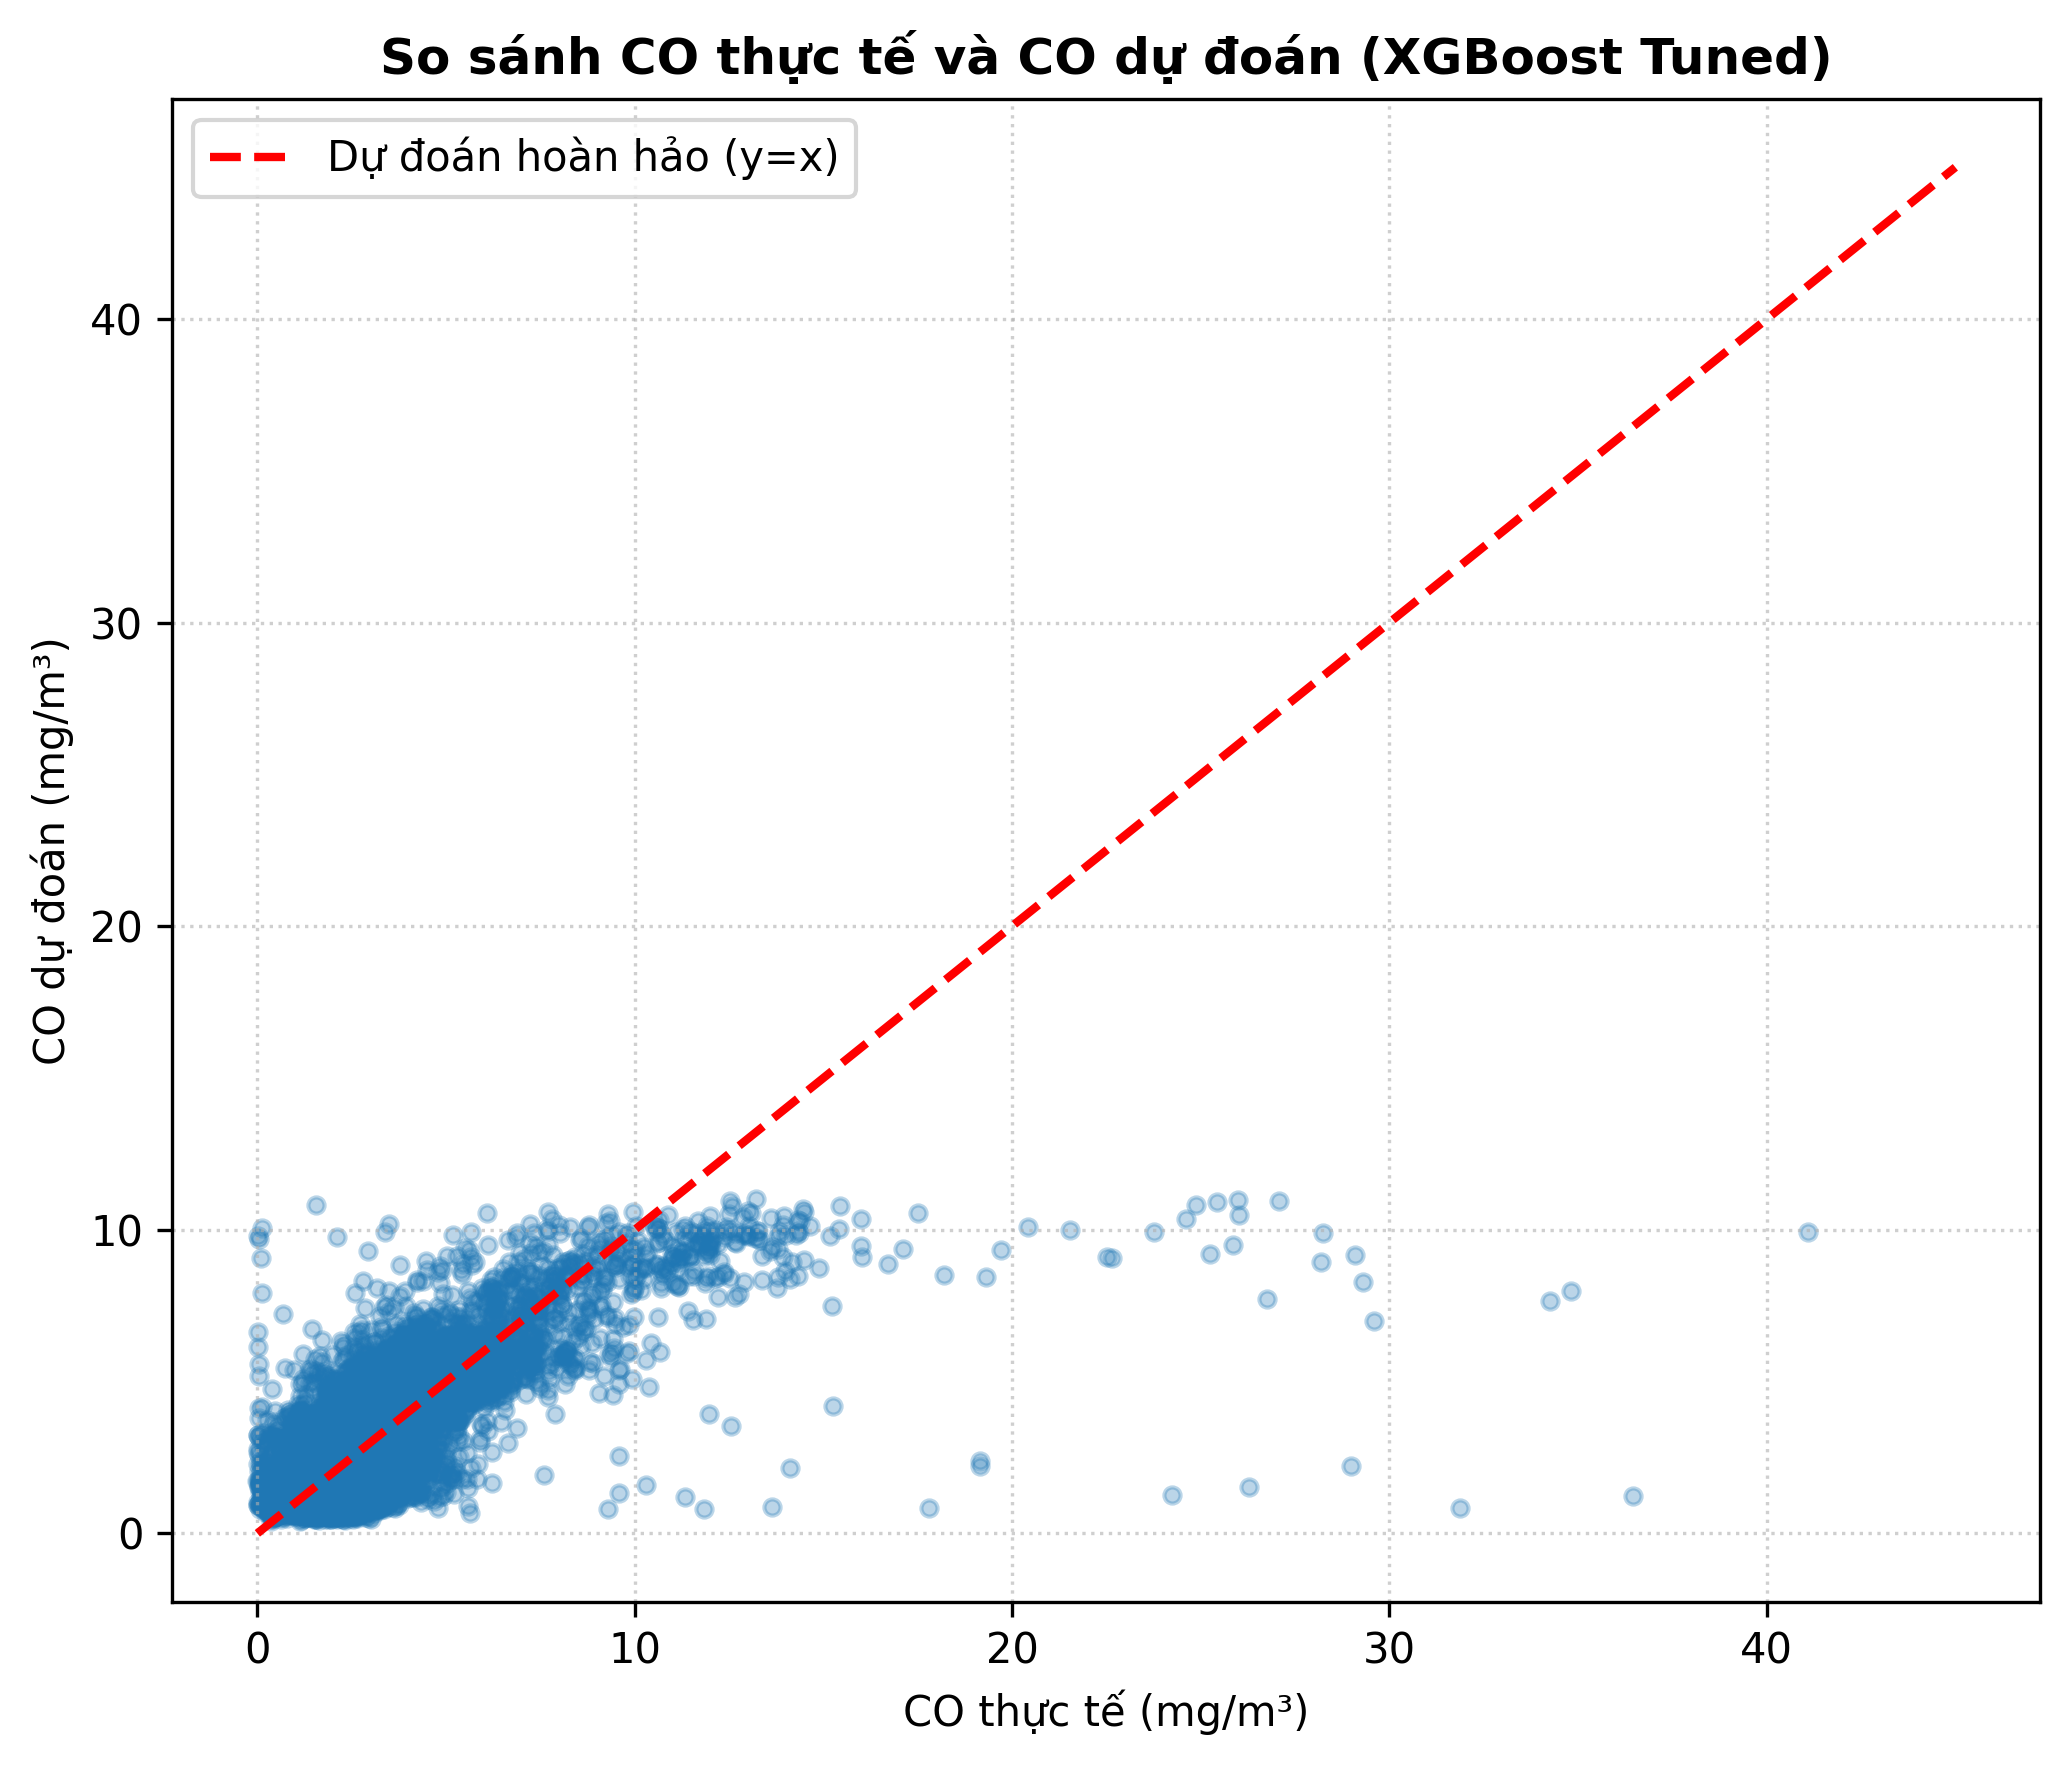 So sánh CO thực tế và CO dự đoán (XGBoost Tuned)
Dự đoán hoàn hảo (y=x)
CO dự đoán (mg/m³)
40
30
20
10
0
0
10
20
30
40
CO thực tế (mg/m³)